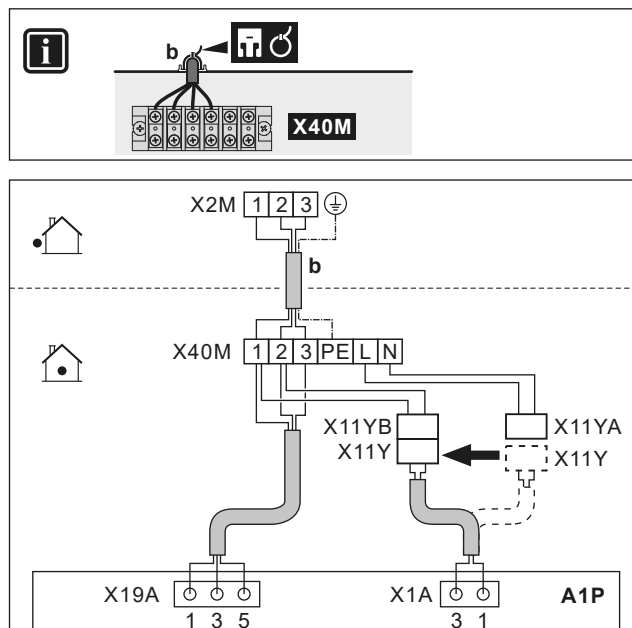 i
b
X40M
X2M 1 2 3
b
X40M 1 2 3 PE L N
X11YB X11YA
X11Y X11Y
X19A X1A A1P
1 3 5 3 1